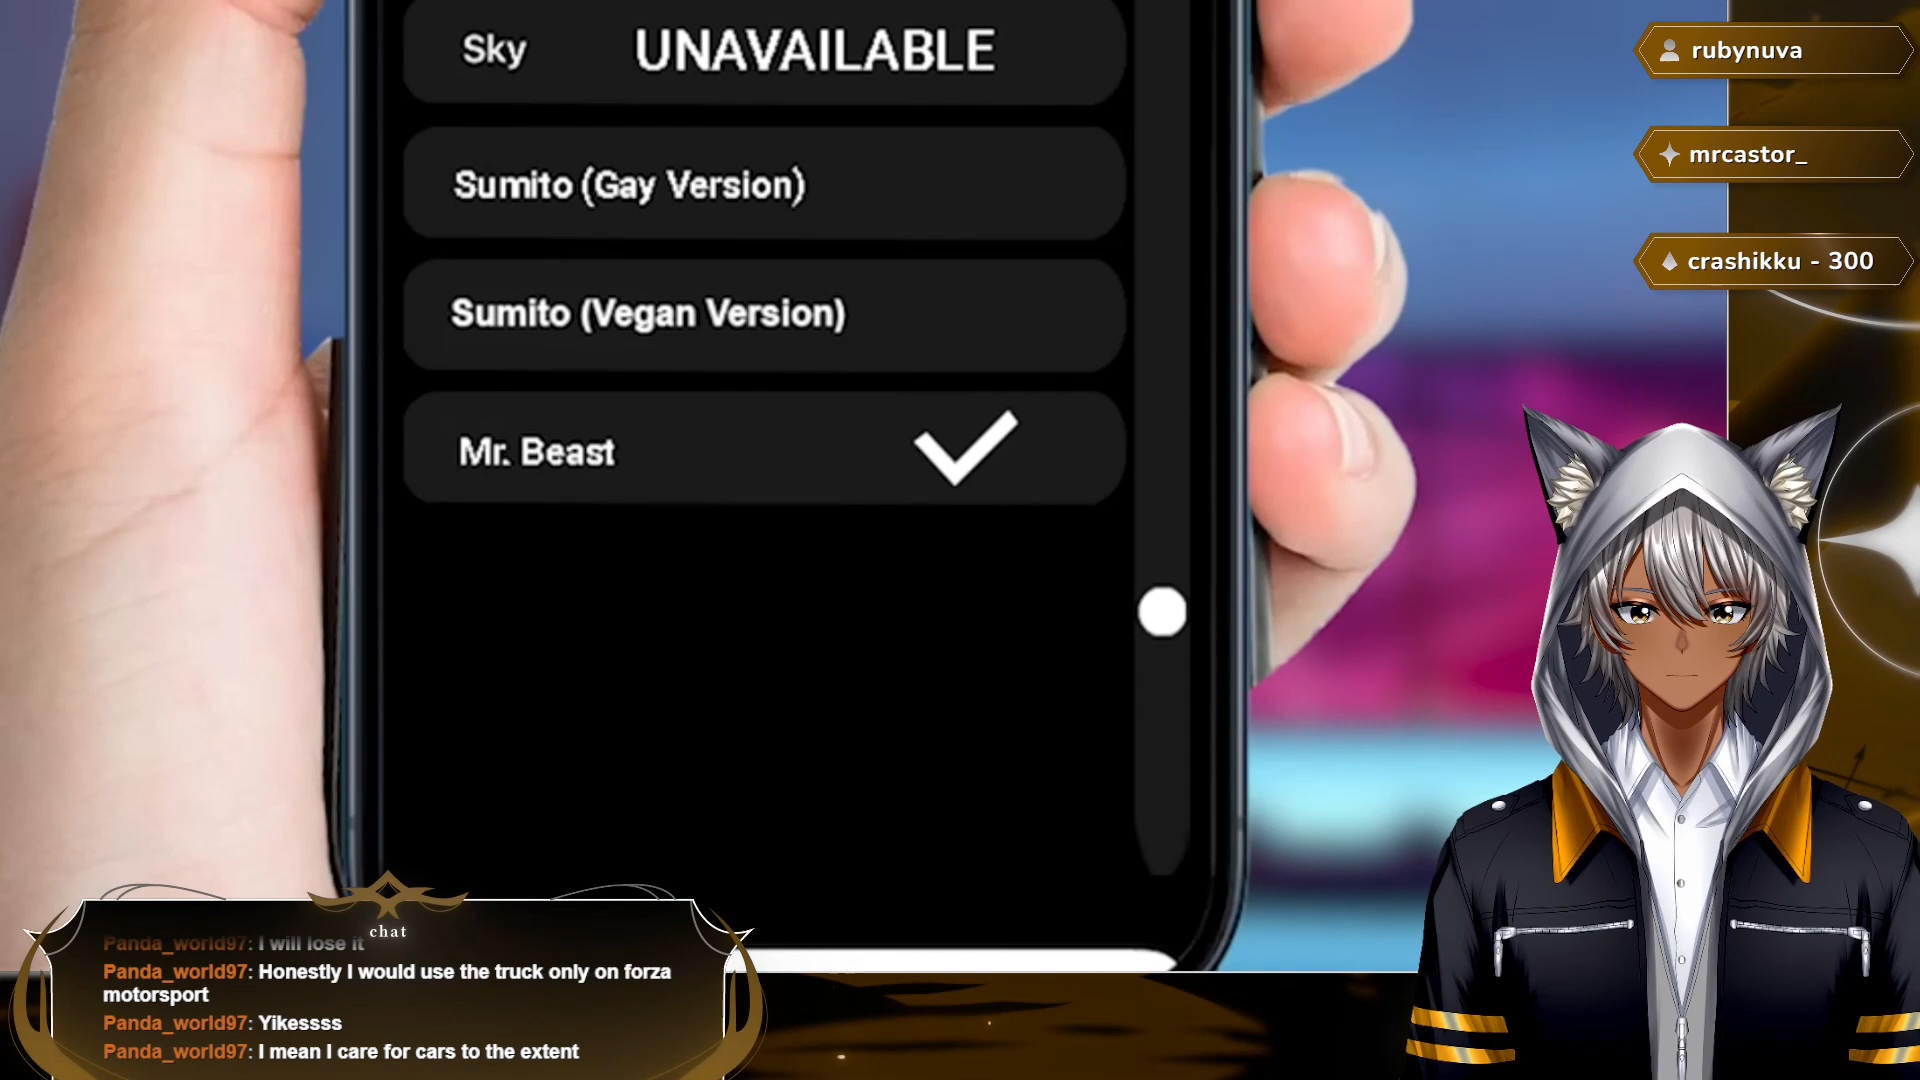 Sky UNAVAILABLE
Sumito (Gay Version)
Sumito (Vegan Version)
Mr. Beast
rubynuva
mrcastor_
crashikku - 300
chat
Panda_world97: I will lose it
Panda_world97: Honestly I would use the truck only on forza
motorsport
Panda_world97: Yikessss
Panda_world97: I mean I care for cars to the extent